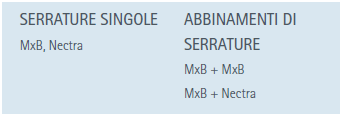 SERRATURE SINGOLE
MxB, Nectra
ABBINAMENTI DI
SERRATURE
MxB + MxB
MxB + Nectra